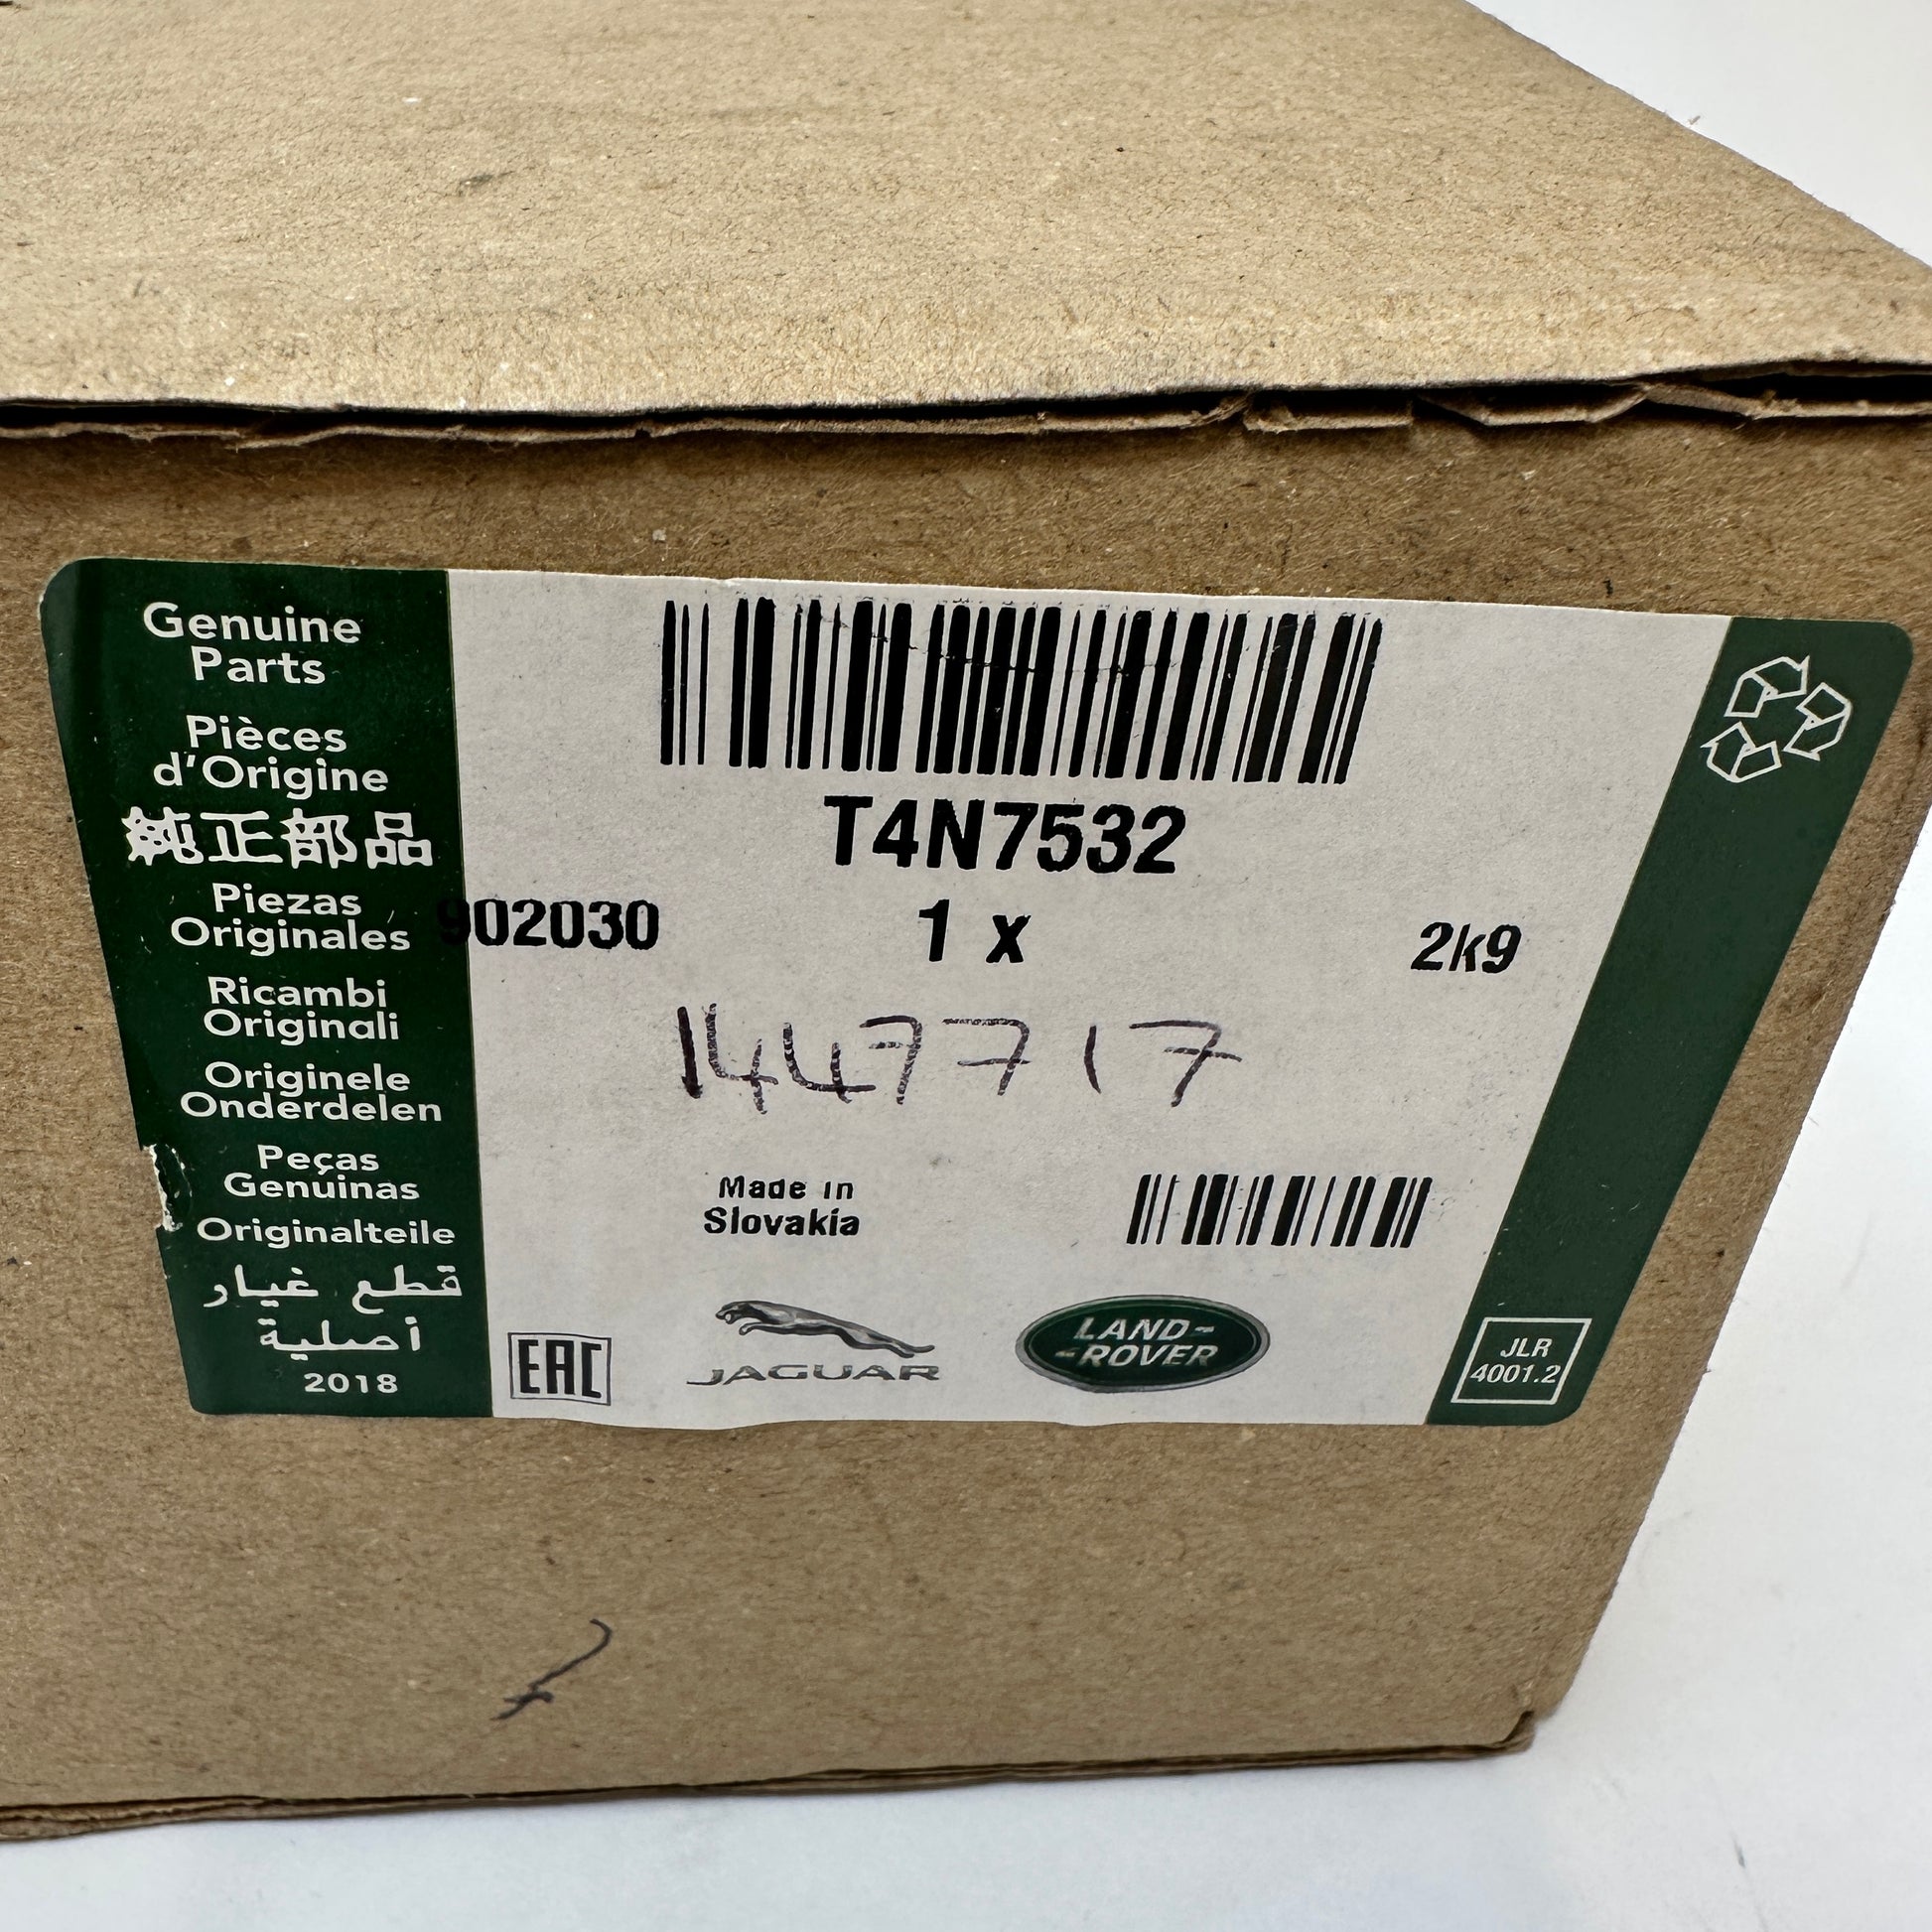 Genuine
Parts
Pièces
d'Origine
純正部品
Piezas
Originales
Ricambi
Originali
Originele
Onderdelen
Peças
Genuinas
Originalteile
قطع غيار
أصلية
2018
T4N7532
902030
1 x
2k9
1447717
Made in
Slovakia
EAC
JAGUAR
LAND-
-ROVER
JLR
4001.2